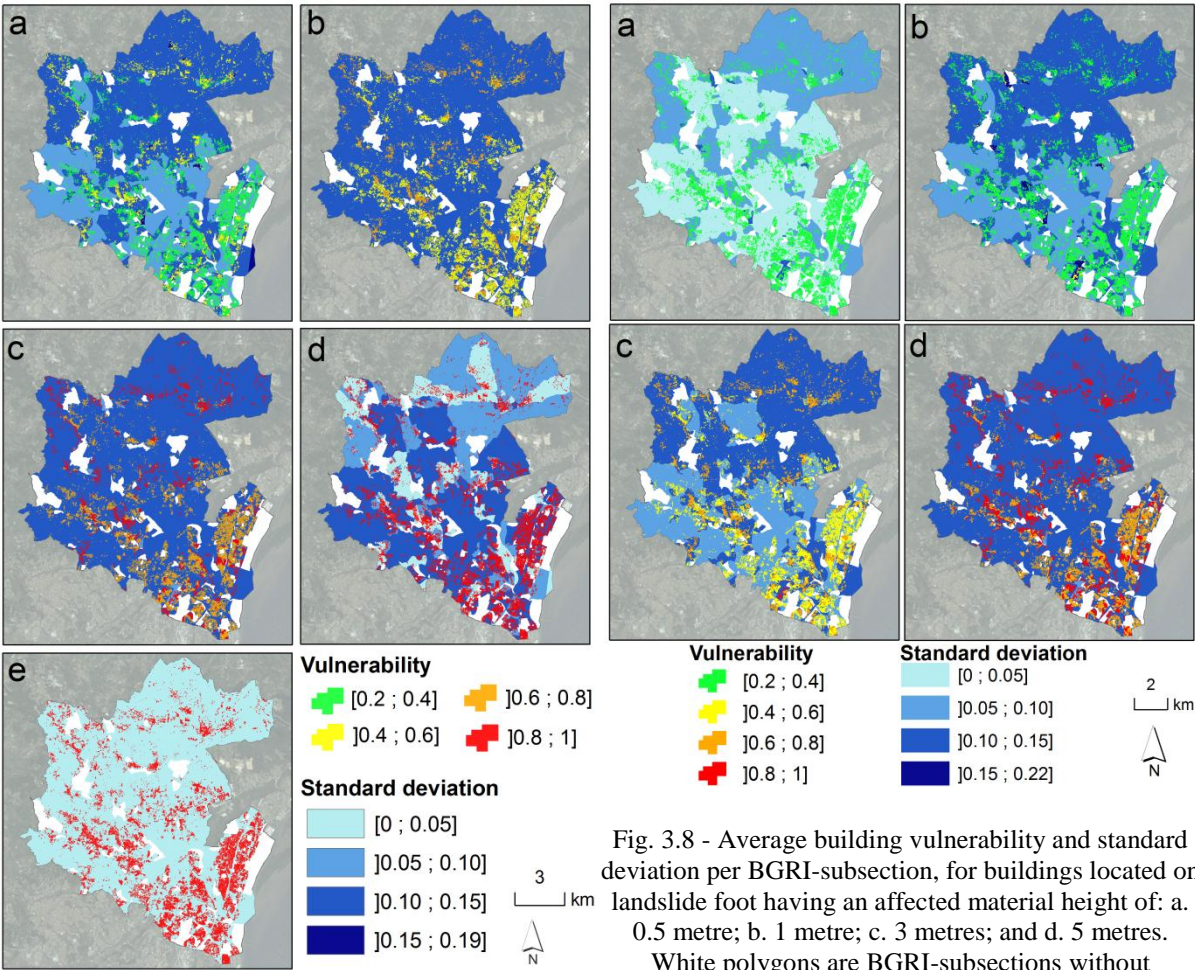 a
b
c
d
e
Vulnerability
[0.2 ; 0.4]
]0.6 ; 0.8]
]0.4 ; 0.6]
]0.8 ; 1]
Standard deviation
[0 ; 0.05]
]0.05 ; 0.10]
]0.10 ; 0.15]
]0.15 ; 0.19]
3
km
N
a
b
c
d
Vulnerability
[0.2 ; 0.4]
]0.4 ; 0.6]
]0.6 ; 0.8]
]0.8 ; 1]
Standard deviation
[0 ; 0.05]
]0.05 ; 0.10]
]0.10 ; 0.15]
]0.15 ; 0.22]
2
km
N
Fig. 3.8 - Average building vulnerability and standard
deviation per BGRI-subsection, for buildings located on
landslide foot having an affected material height of: a.
0.5 metre; b. 1 metre; c. 3 metres; and d. 5 metres.
White polygons are BGRI-subsections without